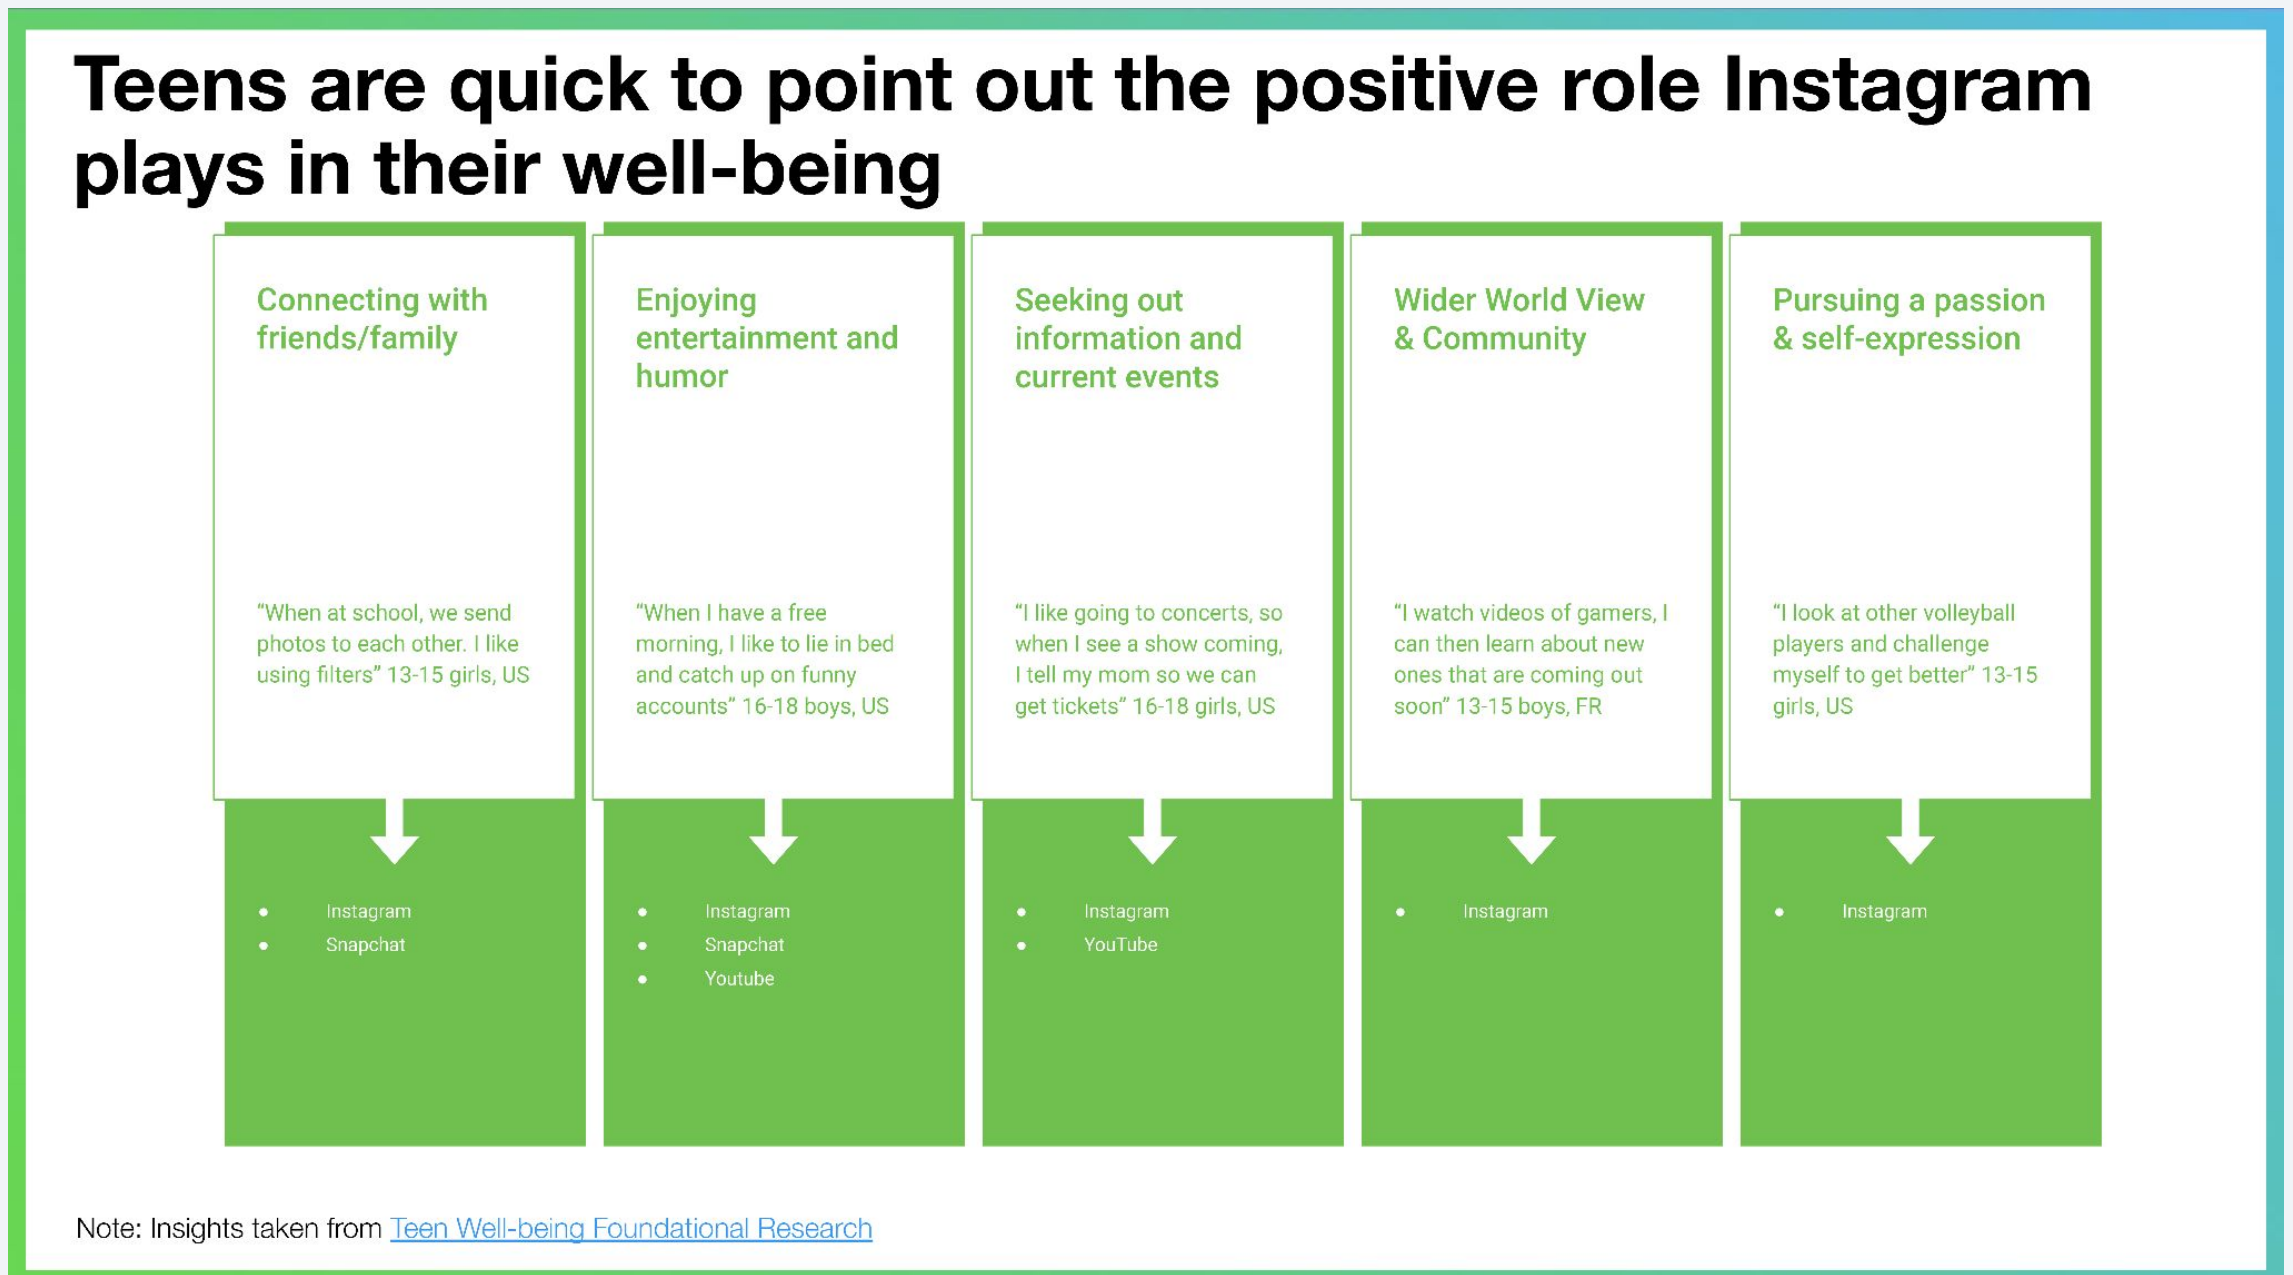 Teens are quick to point out the positive role Instagram
plays in their well-being
Connecting with
friends/family
“When at school, we send
photos to each other. I like
using filters” 13-15 girls, US
• Instagram
• Snapchat
Enjoying
entertainment and
humor
“When I have a free
morning, I like to lie in bed
and catch up on funny
accounts” 16-18 boys, US
• Instagram
• Snapchat
• Youtube
Seeking out
information and
current events
“I like going to concerts, so
when I see a show coming,
I tell my mom so we can
get tickets” 16-18 girls, US
• Instagram
• YouTube
Wider World View
& Community
“I watch videos of gamers, I
can then learn about new
ones that are coming out
soon” 13-15 boys, FR
• Instagram
Pursuing a passion
& self-expression
“I look at other volleyball
players and challenge
myself to get better” 13-15
girls, US
• Instagram
Note: Insights taken from Teen Well-being Foundational Research